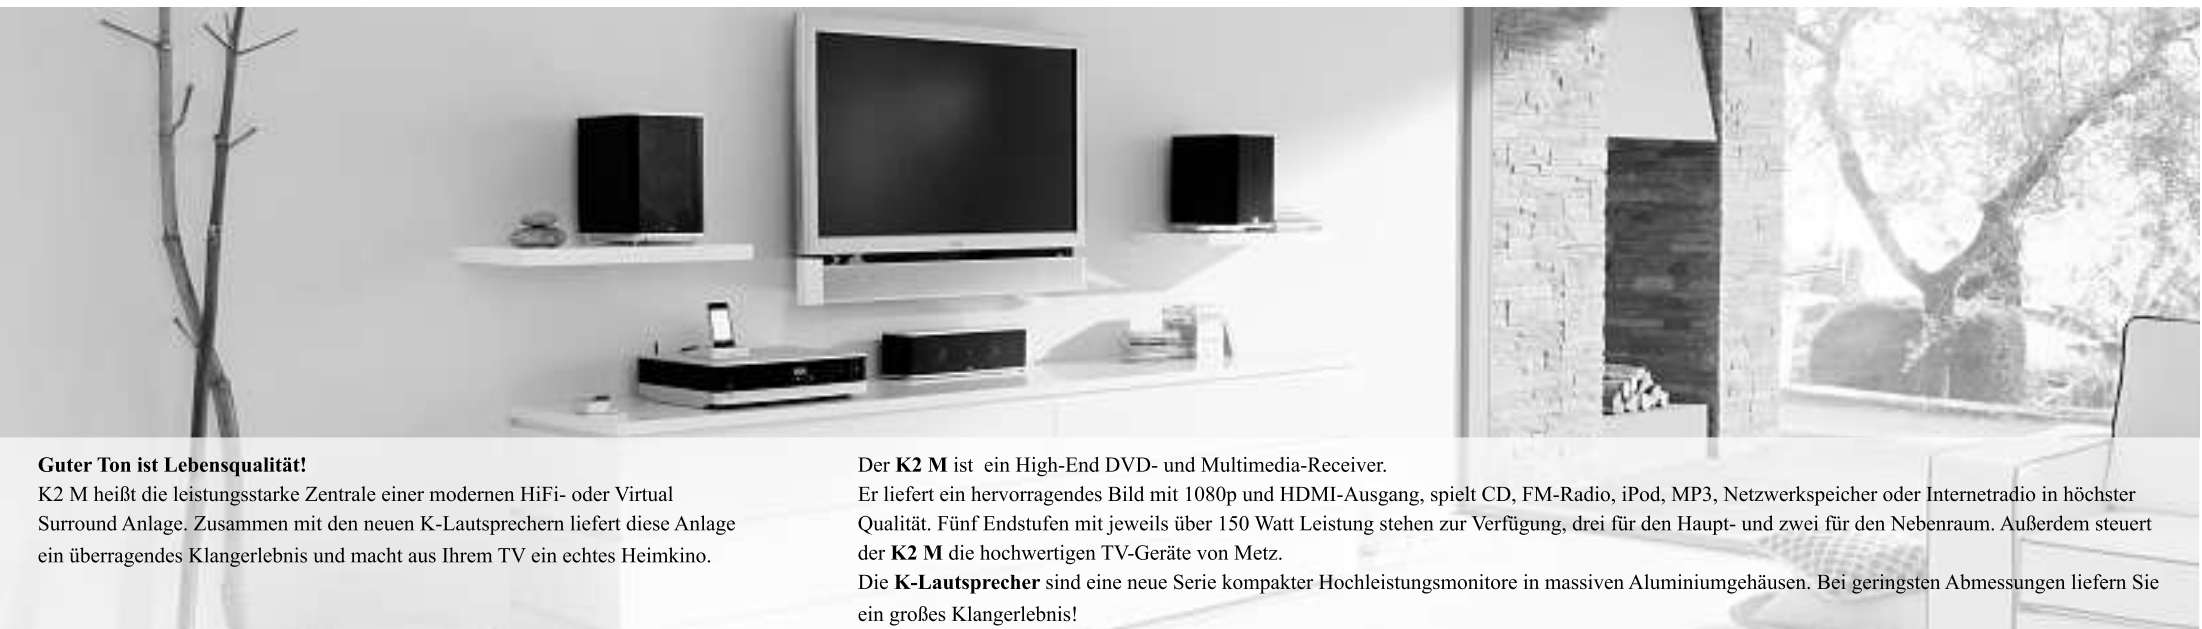 Guter Ton ist Lebensqualität!
K2 M heißt die leistungsstarke Zentrale einer modernen HiFi- oder Virtual
Surround Anlage. Zusammen mit den neuen K-Lautsprechern liefert diese Anlage
ein überragendes Klangerlebnis und macht aus Ihrem TV ein echtes Heimkino.
Der K2 M ist  ein High-End DVD- und Multimedia-Receiver.
Er liefert ein hervorragendes Bild mit 1080p und HDMI-Ausgang, spielt CD, FM-Radio, iPod, MP3, Netzwerkspeicher oder Internetradio in höchster
Qualität. Fünf Endstufen mit jeweils über 150 Watt Leistung stehen zur Verfügung, drei für den Haupt- und zwei für den Nebenraum. Außerdem steuert
der K2 M die hochwertigen TV-Geräte von Metz.
Die K-Lautsprecher sind eine neue Serie kompakter Hochleistungsmonitore in massiven Aluminiumgehäusen. Bei geringsten Abmessungen liefern Sie
ein großes Klangerlebnis!